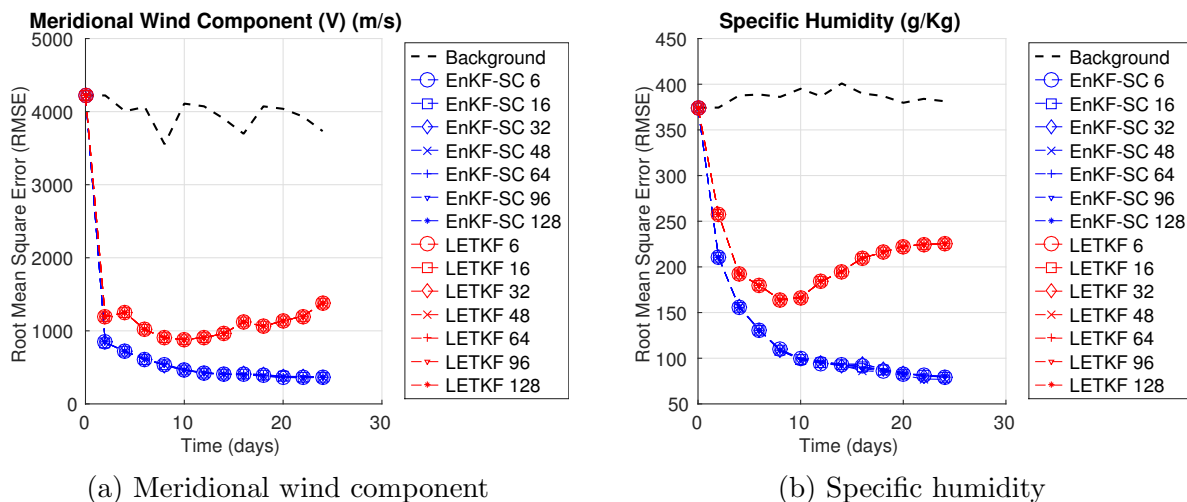 Meridional Wind Component (V) (m/s)
Root Mean Square Error (RMSE)
5000
4000
3000
2000
1000
0
0
10
20
30
Time (days)
Background
EnKF-SC 6
EnKF-SC 16
EnKF-SC 32
EnKF-SC 48
EnKF-SC 64
EnKF-SC 96
EnKF-SC 128
LETKF 6
LETKF 16
LETKF 32
LETKF 48
LETKF 64
LETKF 96
LETKF 128
(a) Meridional wind component
Specific Humidity (g/Kg)
Root Mean Square Error (RMSE)
450
400
350
300
250
200
150
100
50
0
10
20
30
Time (days)
Background
EnKF-SC 6
EnKF-SC 16
EnKF-SC 32
EnKF-SC 48
EnKF-SC 64
EnKF-SC 96
EnKF-SC 128
LETKF 6
LETKF 16
LETKF 32
LETKF 48
LETKF 64
LETKF 96
LETKF 128
(b) Specific humidity